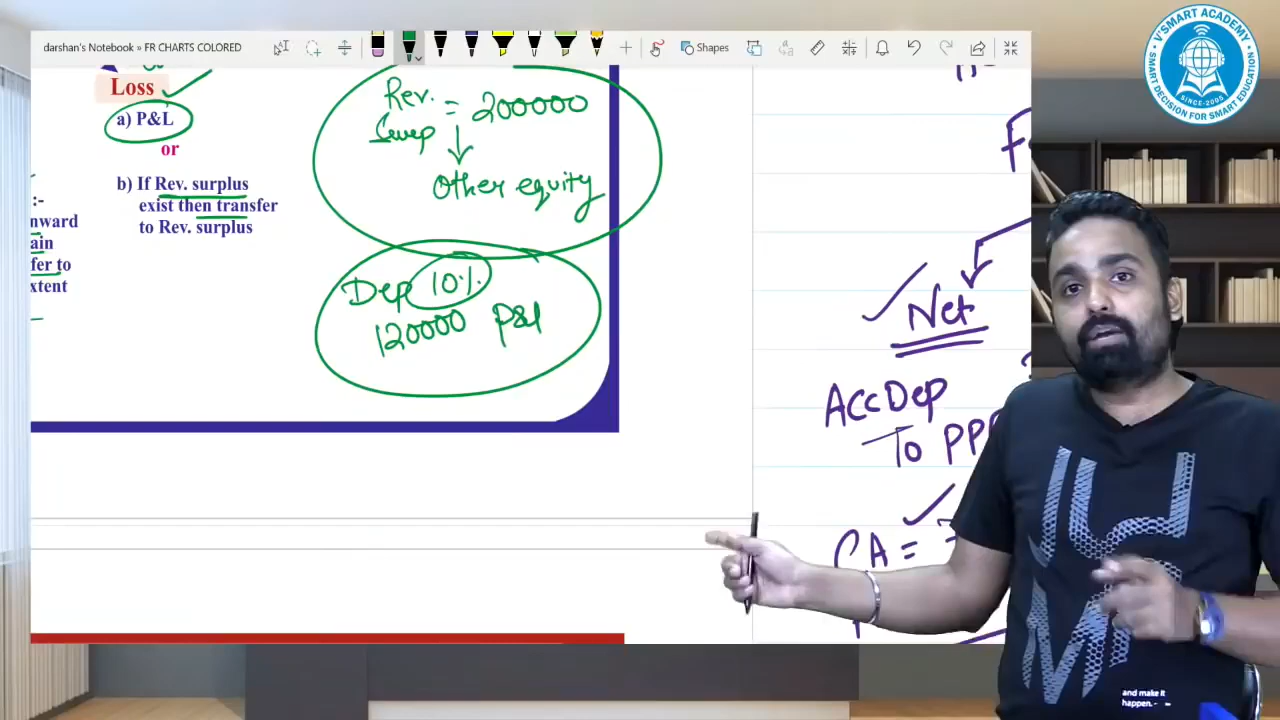 darshan's Notebook » FR CHARTS COLORED
Shapes
Loss
a) P&L
or
b) If Rev. surplus
exist then transfer
to Rev. surplus
:-
nward
ain
fer to
xtent
Rev. = 200000
Other equity
Dep 10%
120000 P&L
Net
AccDep
To PPE
CA =
V'SMART ACADEMY
SINCE-2005
SMART DECISION FOR SMART EDUCATION
and make it
happen.-